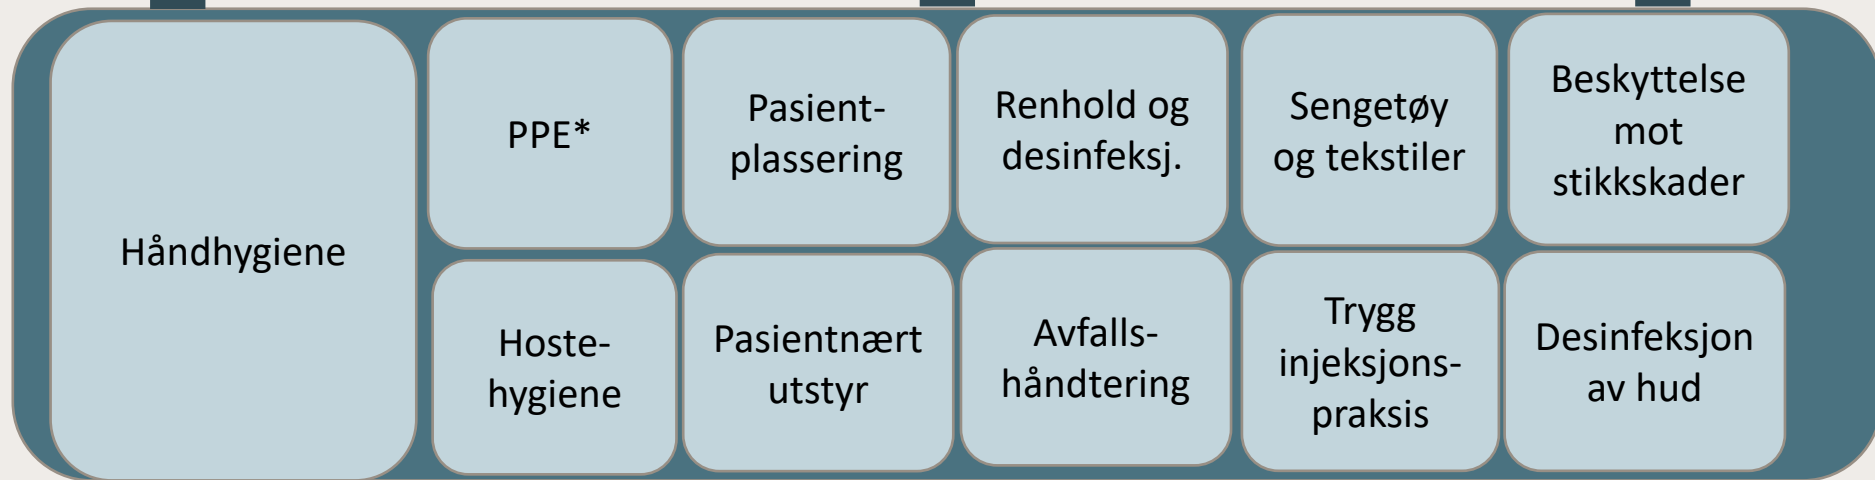 Håndhygiene
PPE*
Pasient-
plassering
Renhold og
desinfeksj.
Sengetøy
og tekstiler
Beskyttelse
mot
stikkskader
Hoste-
hygiene
Pasientnært
utstyr
Avfalls-
håndtering
Trygg
injeksjons-
praksis
Desinfeksjon
av hud